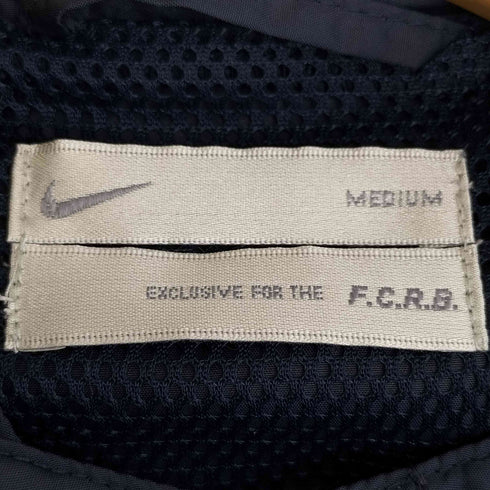 MEDIUM
EXCLUSIVE FOR THE F.C.R.B.